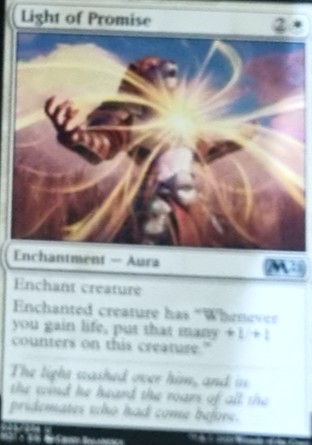 Light of Promise 2
Enchantment — Aura
M21
Enchant creature
Enchanted creature has "Whenever
you gain life, put that many +1/+1
counters on this creature."
The light washed over him, and in
the wind he heard the roars of all the
pridemates who had come before.